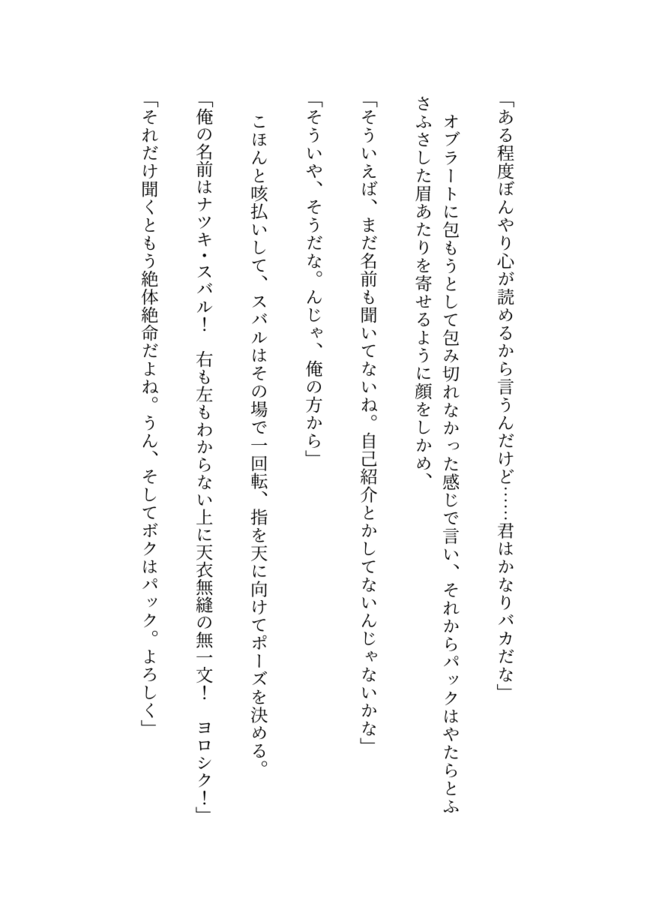 「ある程度ぼんやり心が読めるから言うんだけど……君はかなりバカだな」
オブラートに包もうとして包み切れなかった感じで言い、それからパックはやたらとふ
さふさした眉あたりを寄せるように顔をしかめ、
「そういえば、まだ名前も聞いてないね。自己紹介とかしてないんじゃないかな」
「そういや、そうだな。んじゃ、俺の方から」
こほんと咳払いして、スバルはその場で一回転、指を天に向けてポーズを決める。
「俺の名前はナツキ・スバル！　右も左もわからない上に天衣無縫の無一文！　ヨロシク！」
「それだけ聞くともう絶体絶命だよね。うん、そしてボクはパック。よろしく」